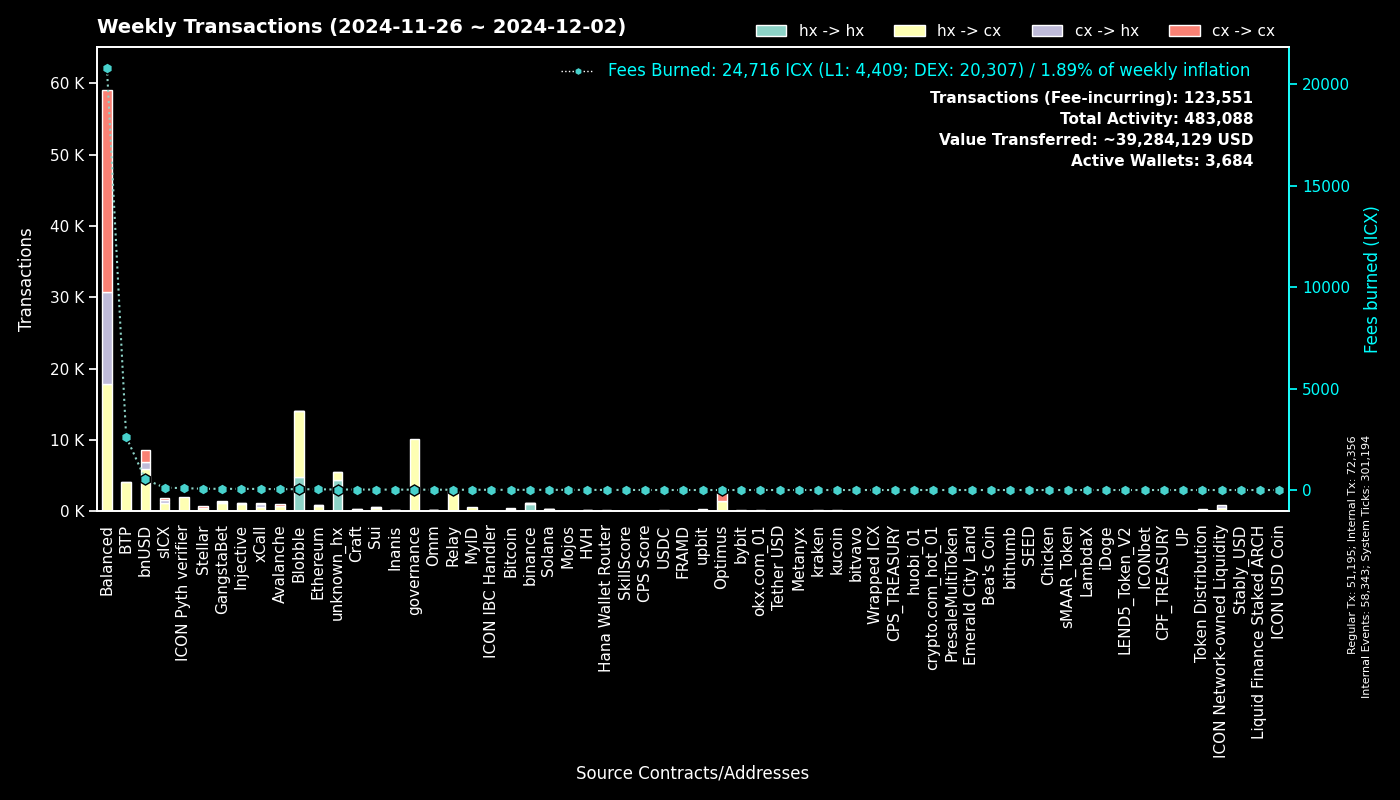 Weekly Transactions (2024-11-26 ~ 2024-12-02)
hx -> hx
hx -> cx
cx -> hx
cx -> cx
Fees Burned: 24,716 ICX (L1: 4,409; DEX: 20,307) / 1.89% of weekly inflation
Transactions (Fee-incurring): 123,551
Total Activity: 483,088
Value Transferred: ~39,284,129 USD
Active Wallets: 3,684
Transactions
60 K
50 K
40 K
30 K
20 K
10 K
0 K
20000
15000
10000
5000
0
Fees burned (ICX)
Regular Tx: 51,195; Internal Tx: 72,356
Internal Events: 58,343; System Ticks: 301,194
Balanced
BTP
bnUSD
sICX
ICON Pyth verifier
Stellar
GangstaBet
Injective
xCall
Avalanche
Blobble
Ethereum
unknown_hx
Craft
Sui
Inanis
governance
Omm
Relay
MyID
ICON IBC Handler
Bitcoin
binance
Solana
Mojos
HVH
Hana Wallet Router
SkillScore
CPS Score
USDC
FRAMD
upbit
Optimus
bybit
okx.com_01
Tether USD
Metanyx
kraken
kucoin
bitvavo
Wrapped ICX
CPS_TREASURY
huobi_01
crypto.com_hot_01
PresaleMultiToken
Emerald City Land
Bea's Coin
bithumb
SEED
Chicken
sMAAR_Token
LambdaX
iDoge
LEND5_Token_V2
ICONbet
CPF_TREASURY
UP
Token Distribution
ICON Network-owned Liquidity
Stably_USD
Liquid Finance Staked ARCH
ICON USD Coin
Source Contracts/Addresses